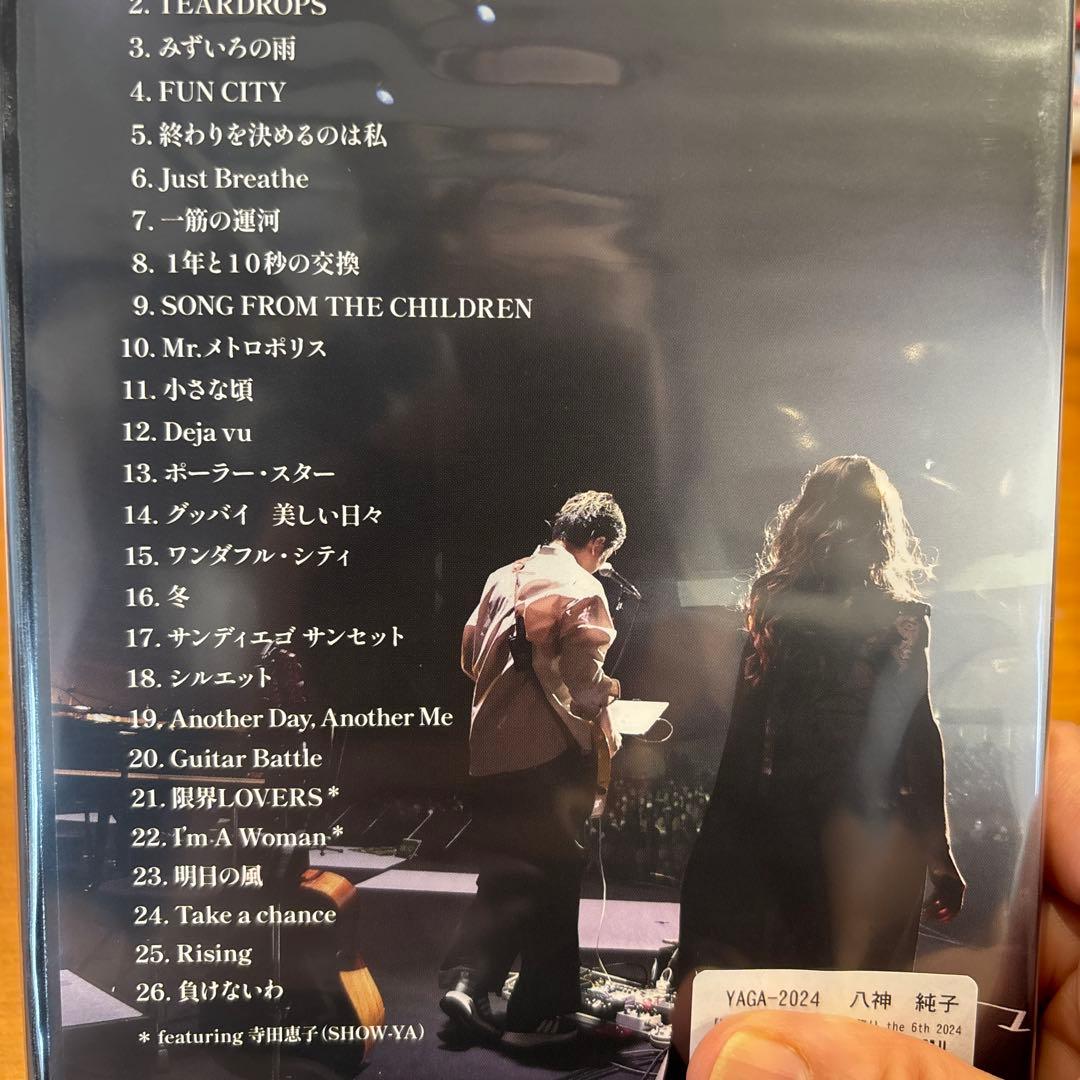 2. TEARDROPS
3. みずいろの雨
4. FUN CITY
5. 終わりを決めるのは私
6. Just Breathe
7. 一筋の運河
8. 1年と10秒の交換
9. SONG FROM THE CHILDREN
10. Mr.メトロポリス
11. 小さな頃
12. Deja vu
13. ポーラー・スター
14. グッバイ 美しい日々
15. ワンダフル・シティ
16. 冬
17. サンディエゴ サンセット
18. シルエット
19. Another Day, Another Me
20. Guitar Battle
21. 限界LOVERS*
22. I'm A Woman*
23. 明日の風
24. Take a chance
25. Rising
26. 負けないわ
* featuring 寺田恵子(SHOW-YA)
YAGA-2024 八神 純子
the 6th 2024